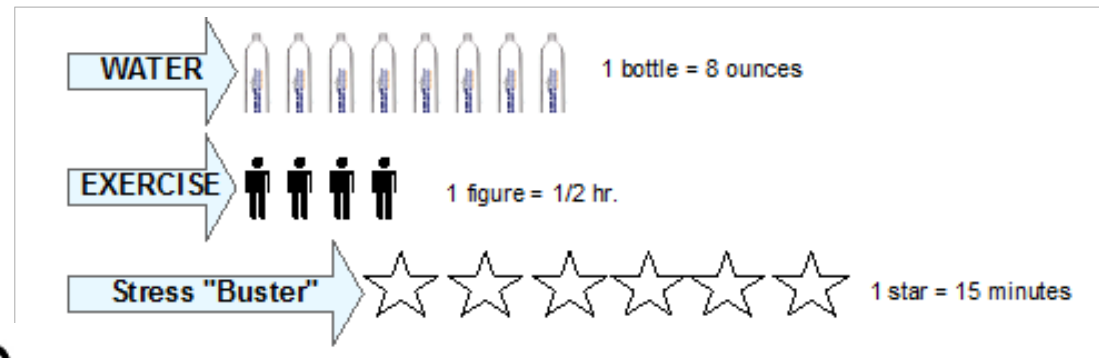 WATER 1 bottle = 8 ounces
EXERCISE 1 figure = 1/2 hr.
Stress "Buster" 1 star = 15 minutes